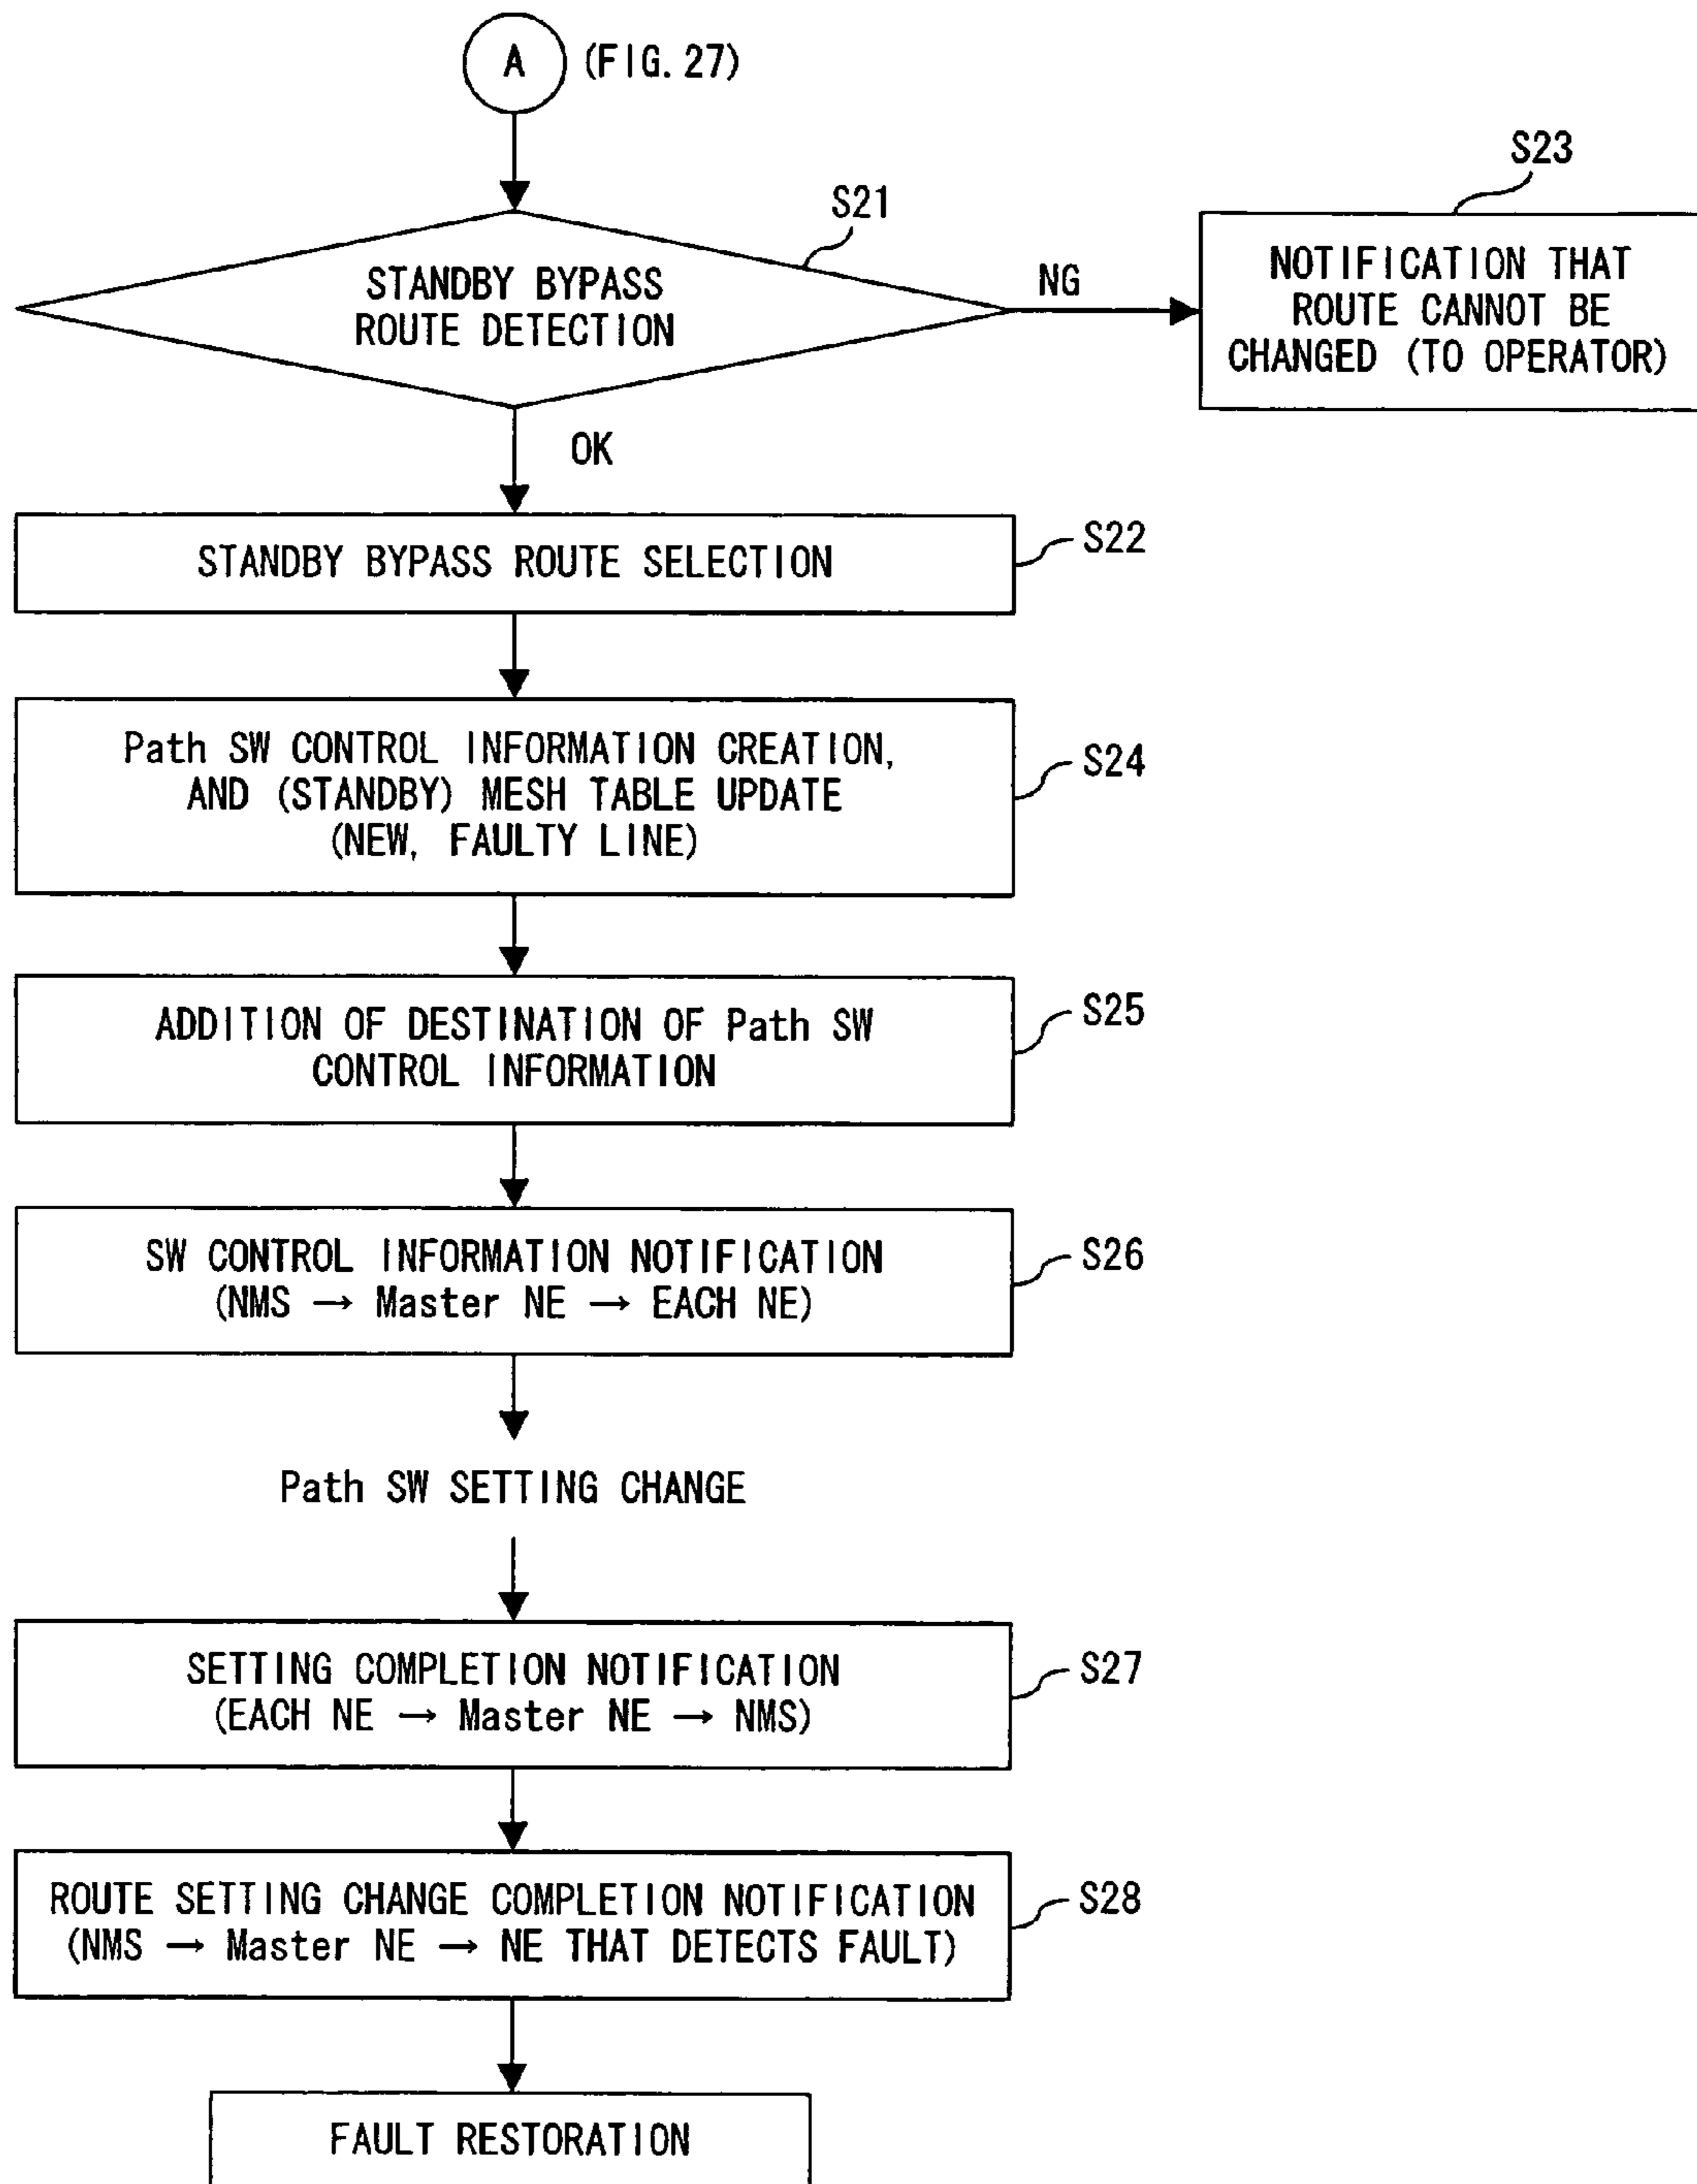 A (FIG. 27)
S21
S23
STANDBY BYPASS
ROUTE DETECTION
NG
NOTIFICATION THAT
ROUTE CANNOT BE
CHANGED (TO OPERATOR)
OK
STANDBY BYPASS ROUTE SELECTION
S22
Path SW CONTROL INFORMATION CREATION,
AND (STANDBY) MESH TABLE UPDATE
(NEW, FAULTY LINE)
S24
ADDITION OF DESTINATION OF Path SW
CONTROL INFORMATION
S25
SW CONTROL INFORMATION NOTIFICATION
(NMS → Master NE → EACH NE)
S26
Path SW SETTING CHANGE
SETTING COMPLETION NOTIFICATION
(EACH NE → Master NE → NMS)
S27
ROUTE SETTING CHANGE COMPLETION NOTIFICATION
(NMS → Master NE → NE THAT DETECTS FAULT)
S28
FAULT RESTORATION